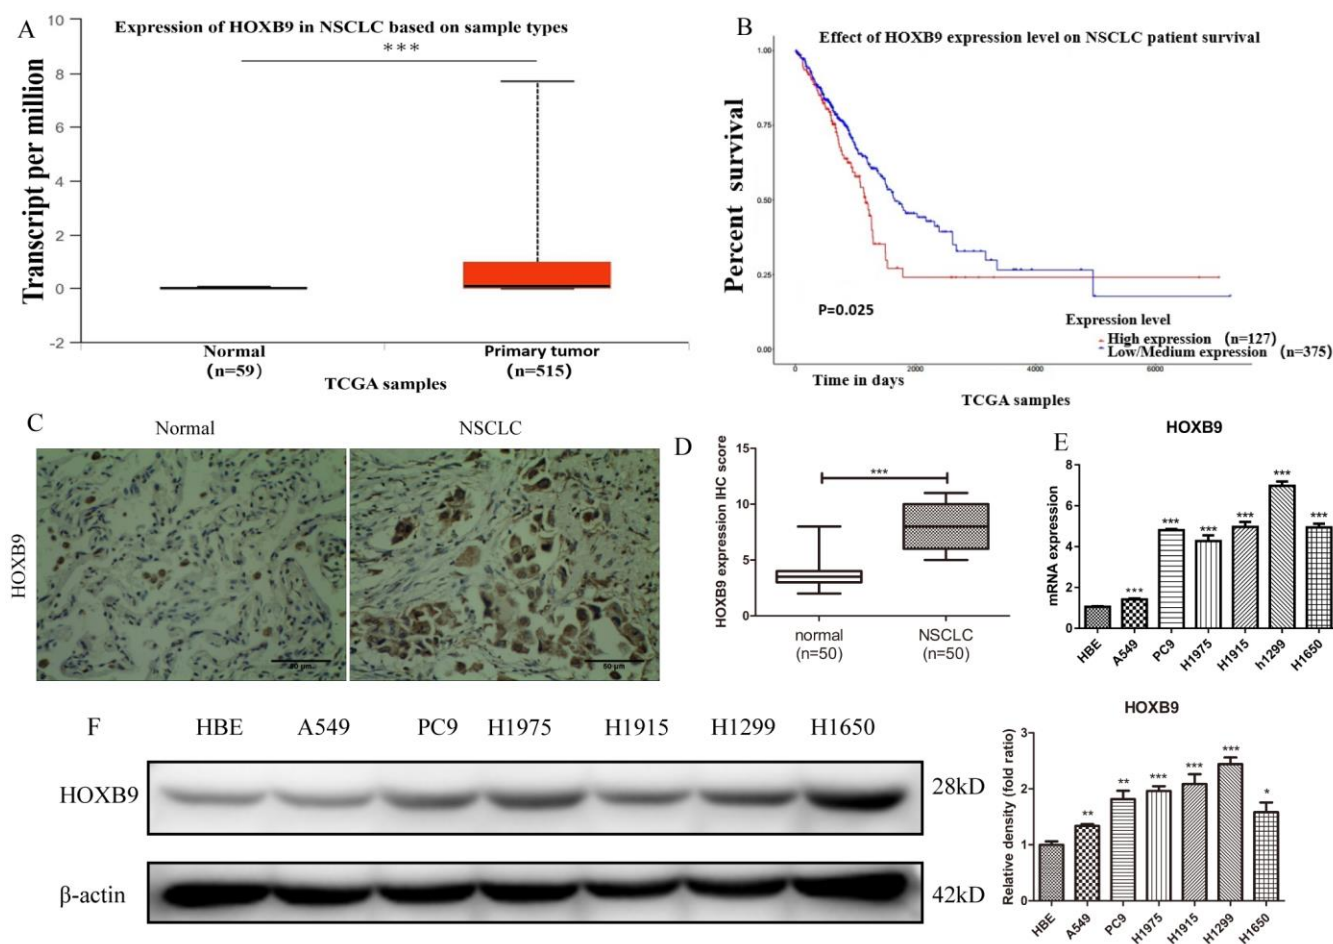 A
Expression of HOXB9 in NSCLC based on sample types
***
Transcript per million
10
8
6
4
2
0
-2
Normal
(n=59)
Primary tumor
(n=515)
TCGA samples
B
Effect of HOXB9 expression level on NSCLC patient survival
Percent survival
1.00
0.75
0.50
0.25
0.00
P=0.025
Expression level
High expression (n=127)
Low/Medium expression (n=375)
0
2000
4000
6000
Time in days
TCGA samples
C
Normal
NSCLC
HOXB9
50 μm
50 μm
D
HOXB9 expression IHC score
15
10
5
0
***
normal
(n=50)
NSCLC
(n=50)
E
HOXB9
mRNA expression
8
6
4
2
0
***
***
***
***
***
***
HBE
A549
PC9
H1975
H1915
h1299
H1650
F
HBE
A549
PC9
H1975
H1915
H1299
H1650
HOXB9
28kD
β-actin
42kD
HOXB9
Relative density (fold ratio)
3
2
1
0
**
**
***
***
***
*
HBE
A549
PC9
H1975
H1915
H1299
H1650